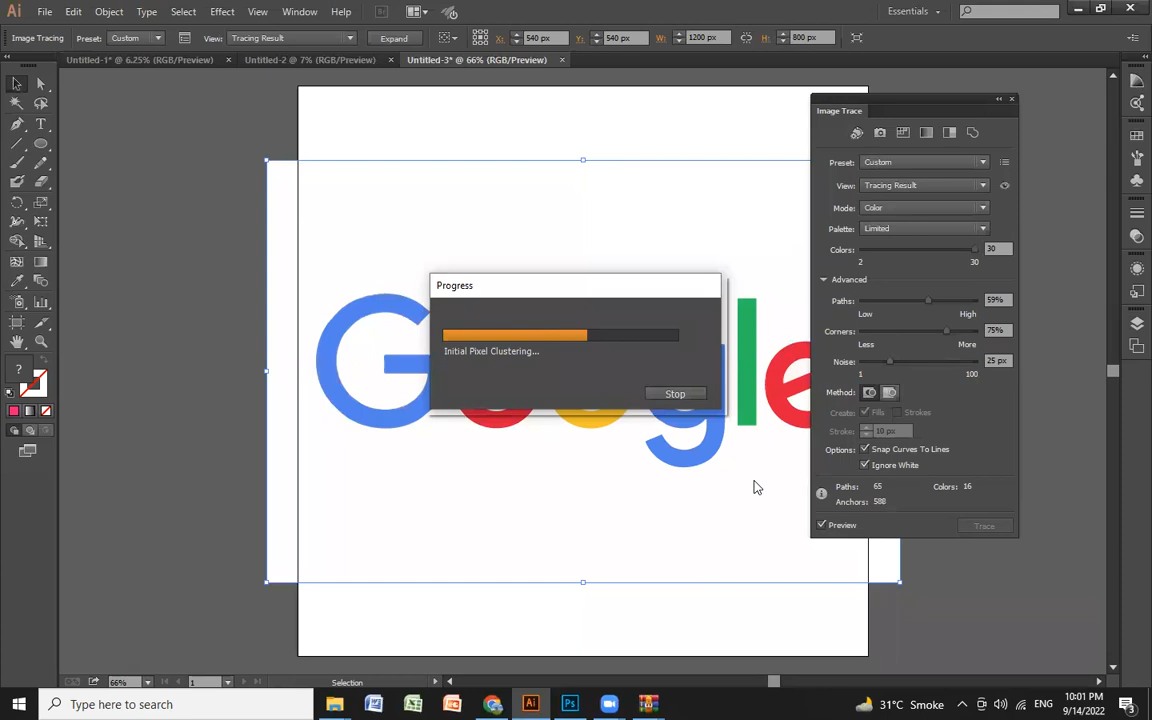 Ai File Edit Object Type Select Effect View Window Help Br Essentials
Image Tracing Preset: Custom View: Tracing Result Expand X: 540 px Y: 540 px W: 1200 px H: 800 px
Untitled-1* @ 6.25% (RGB/Preview) × Untitled-2 @ 7% (RGB/Preview) × Untitled-3* @ 66% (RGB/Preview) ×
Image Trace
Preset: Custom
View: Tracing Result
Mode: Color
Palette: Limited
Colors: 30
2 30
Advanced
Paths: 59%
Low High
Corners: 75%
Less More
Noise: 25 px
1 100
Method:
Create: Fills Strokes
Stroke: 10 px
Options: Snap Curves To Lines
Ignore White
Paths: 65 Colors: 16
Anchors: 588
Preview Trace
Progress
Initial Pixel Clustering...
Stop
Google
?
66% 1 Selection
Type here to search
Ai Ps
31°C Smoke ENG 10:01 PM
9/14/2022
3